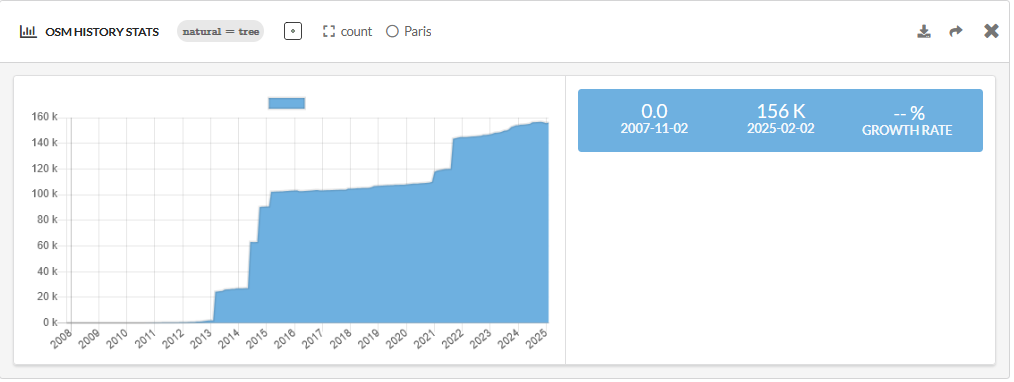 OSM HISTORY STATS natural = tree count Paris
160 k
140 k
120 k
100 k
80 k
60 k
40 k
20 k
0 k
2008 2009 2010 2011 2012 2013 2014 2015 2016 2017 2018 2019 2020 2021 2022 2023 2024 2025
0.0 156 K -- %
2007-11-02 2025-02-02 GROWTH RATE